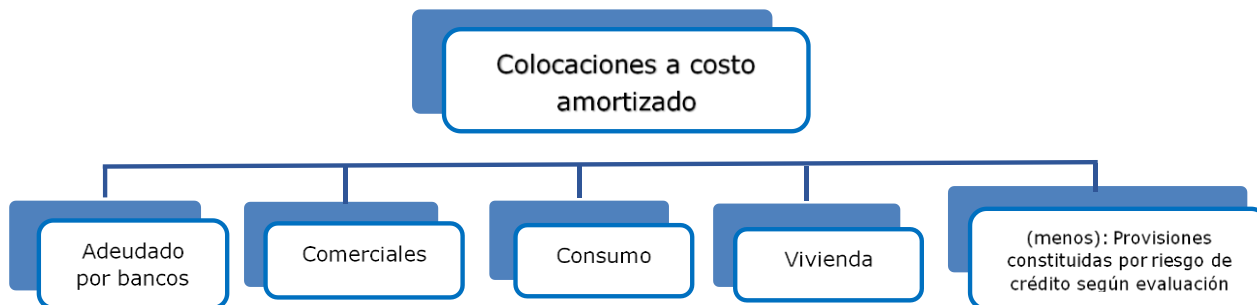 Colocaciones a costo
amortizado
Adeudado
por bancos
Comerciales
Consumo
Vivienda
(menos): Provisiones
constituidas por riesgo de
crédito según evaluación